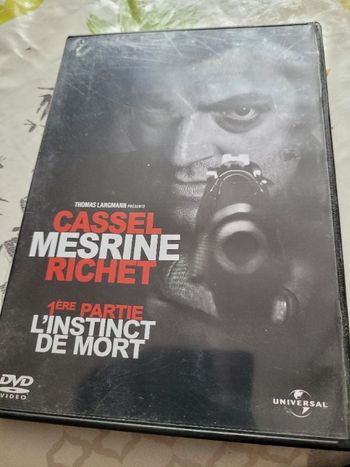 THOMAS LANGMANN PRÉSENTE
CASSEL
MESRINE
RICHET
1ÈRE PARTIE
L'INSTINCT
DE MORT
DVD
VIDEO
UNIVERSAL